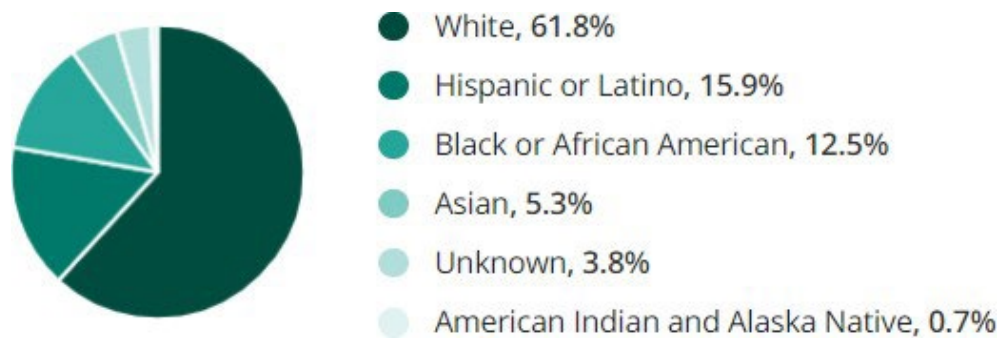 White, 61.8%
Hispanic or Latino, 15.9%
Black or African American, 12.5%
Asian, 5.3%
Unknown, 3.8%
American Indian and Alaska Native, 0.7%